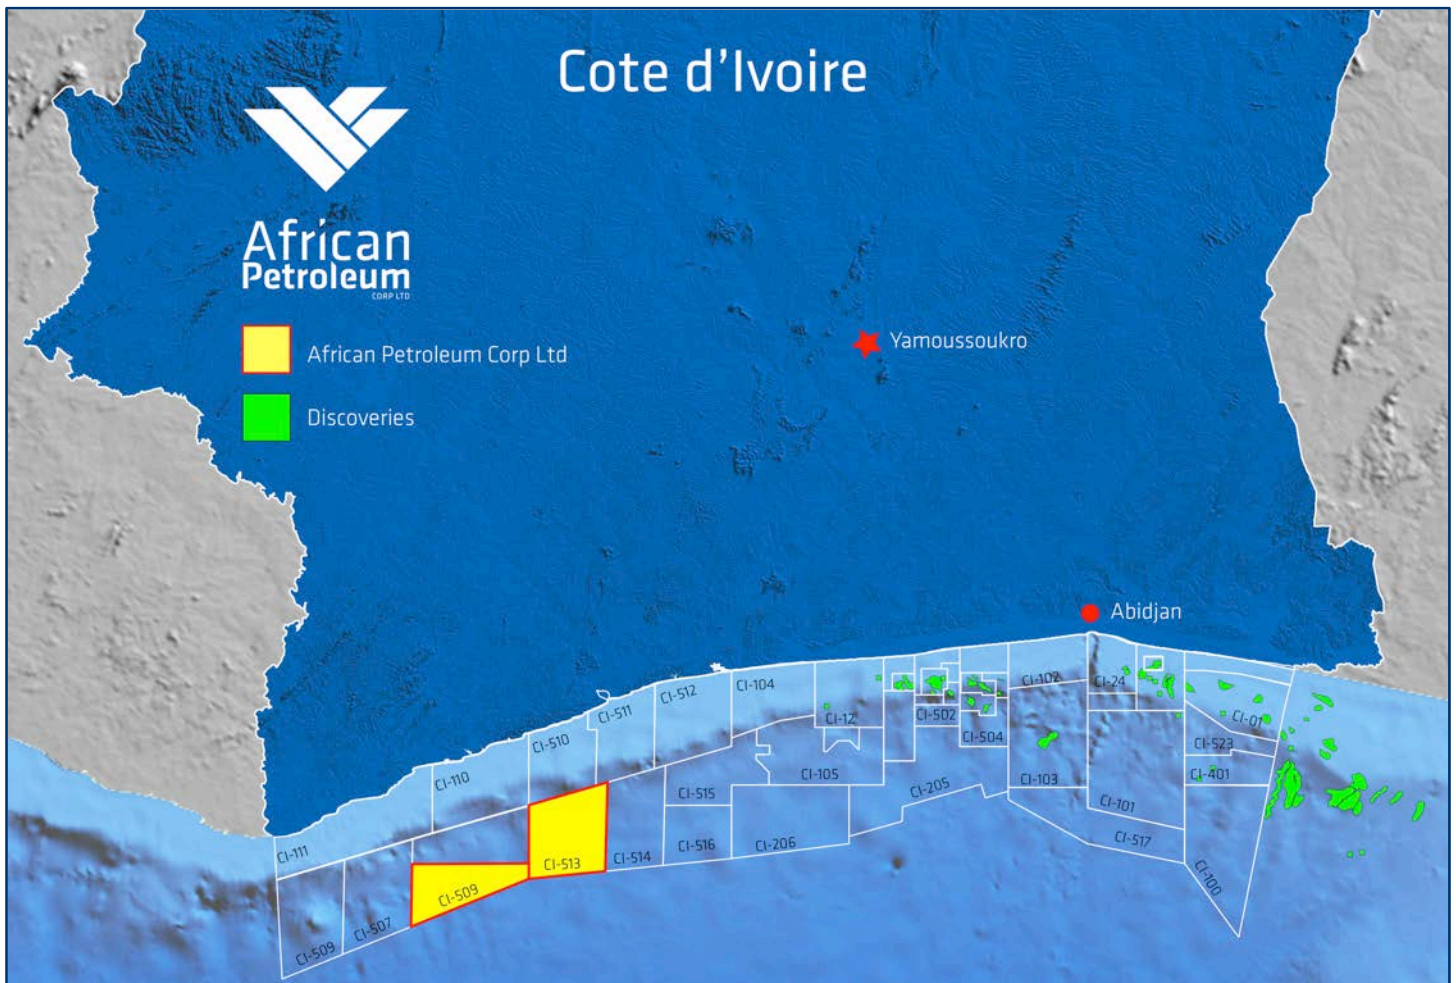 Cote d'Ivoire
African
Petroleum
CORP LTD
African Petroleum Corp Ltd
Discoveries
Yamoussoukro
Abidjan
CI-111
CI-110
CI-510
CI-511
CI-512
CI-104
CI-12
CI-502
CI-504
CI-102
CI-24
CI-01
CI-523
CI-401
CI-103
CI-101
CI-517
CI-100
CI-205
CI-105
CI-206
CI-515
CI-516
CI-514
CI-513
CI-509
CI-507
CI-509